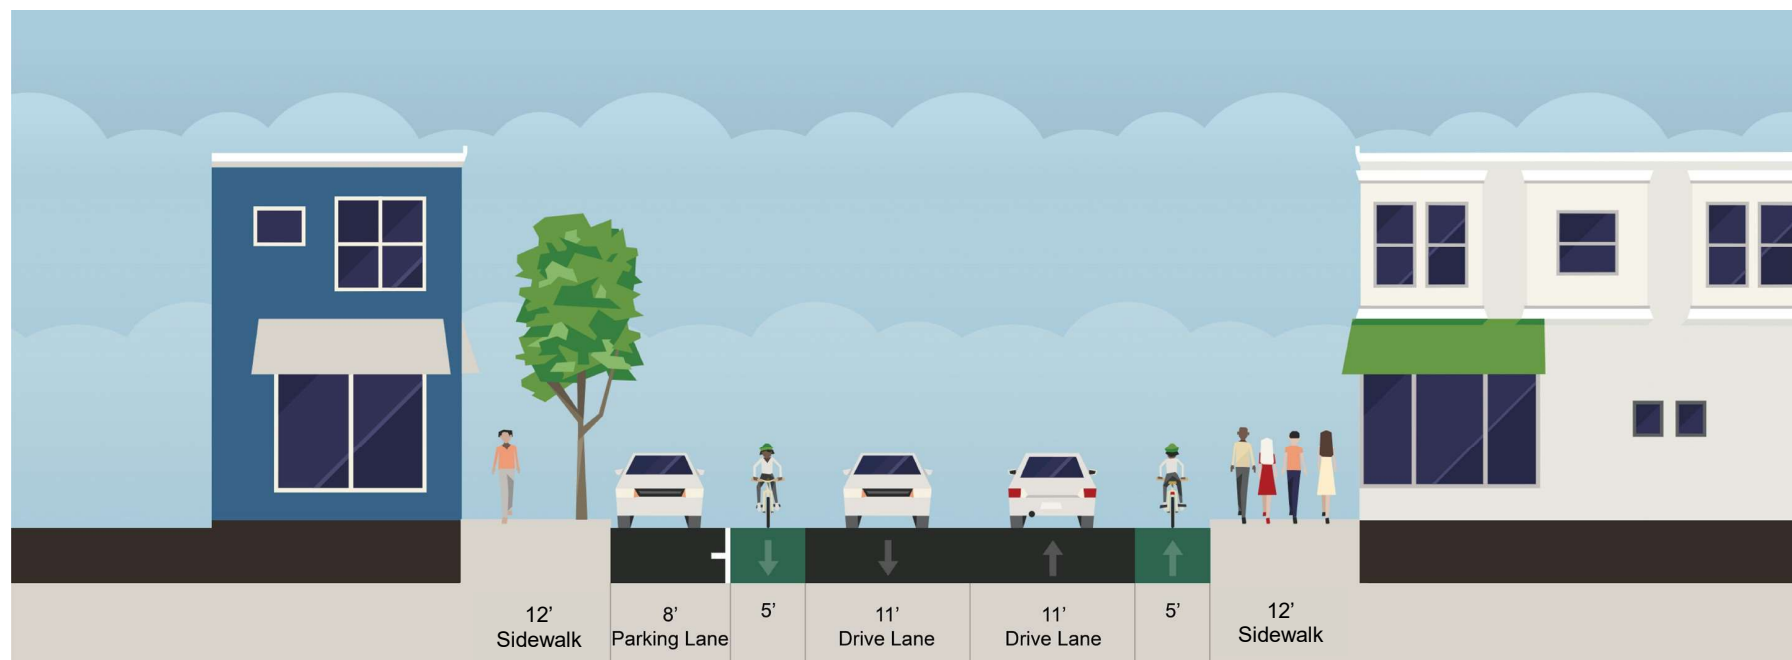 12’
Sidewalk
8’
Parking Lane
5’
11’
Drive Lane
11’
Drive Lane
5’
12’
Sidewalk